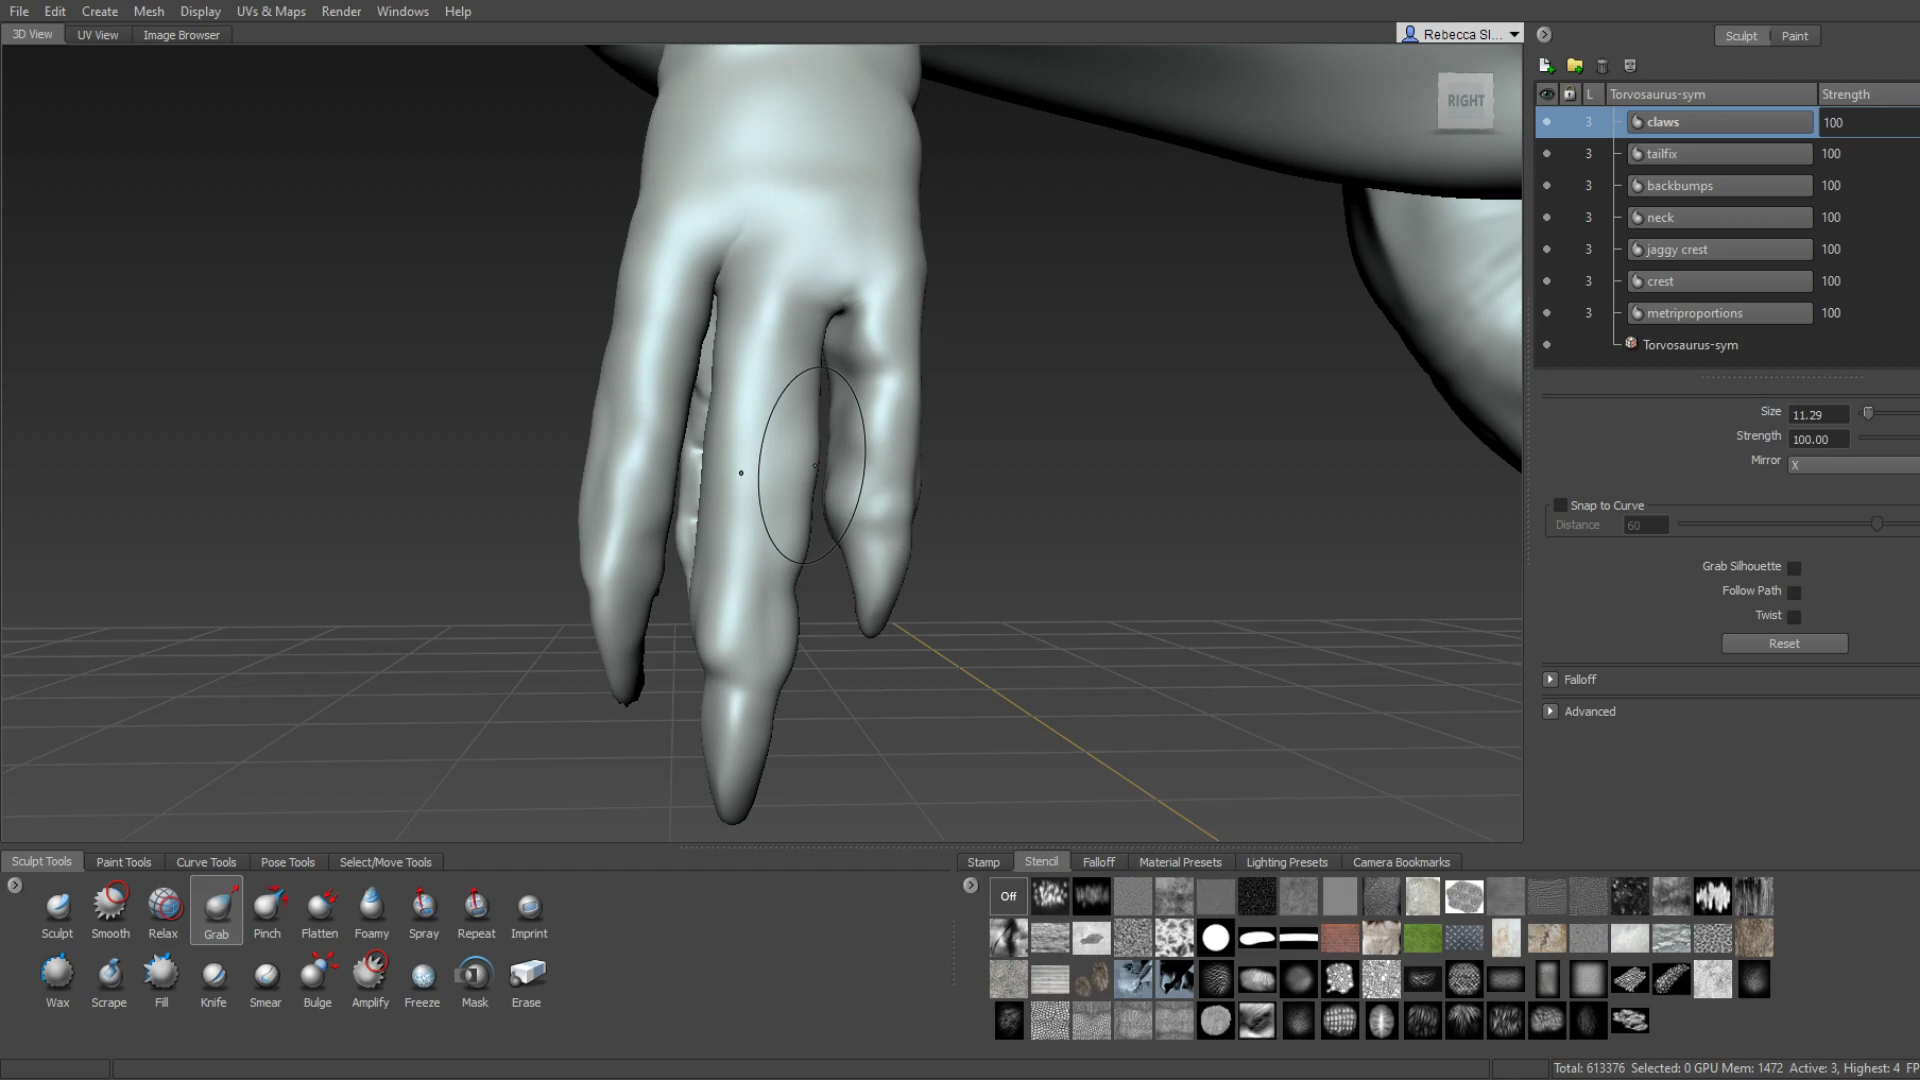 File Edit Create Mesh Display UVs & Maps Render Windows Help
3D View UV View Image Browser
Rebecca Sl...
Sculpt Paint
RIGHT
L Torvosaurus-sym Strength
3 claws 100
3 tailfix 100
3 backbumps 100
3 neck 100
3 jaggy crest 100
3 crest 100
3 metriproportions 100
Torvosaurus-sym
Size 11.29
Strength 100.00
Mirror X
Snap to Curve
Distance 60
Grab Silhouette
Follow Path
Twist
Reset
Falloff
Advanced
Sculpt Tools Paint Tools Curve Tools Pose Tools Select/Move Tools
Sculpt Smooth Relax Grab Pinch Flatten Foamy Spray Repeat Imprint
Wax Scrape Fill Knife Smear Bulge Amplify Freeze Mask Erase
Stamp Stencil Falloff Material Presets Lighting Presets Camera Bookmarks
Off
Total: 613376 Selected: 0 GPU Mem: 1472 Active: 3, Highest: 4 FP